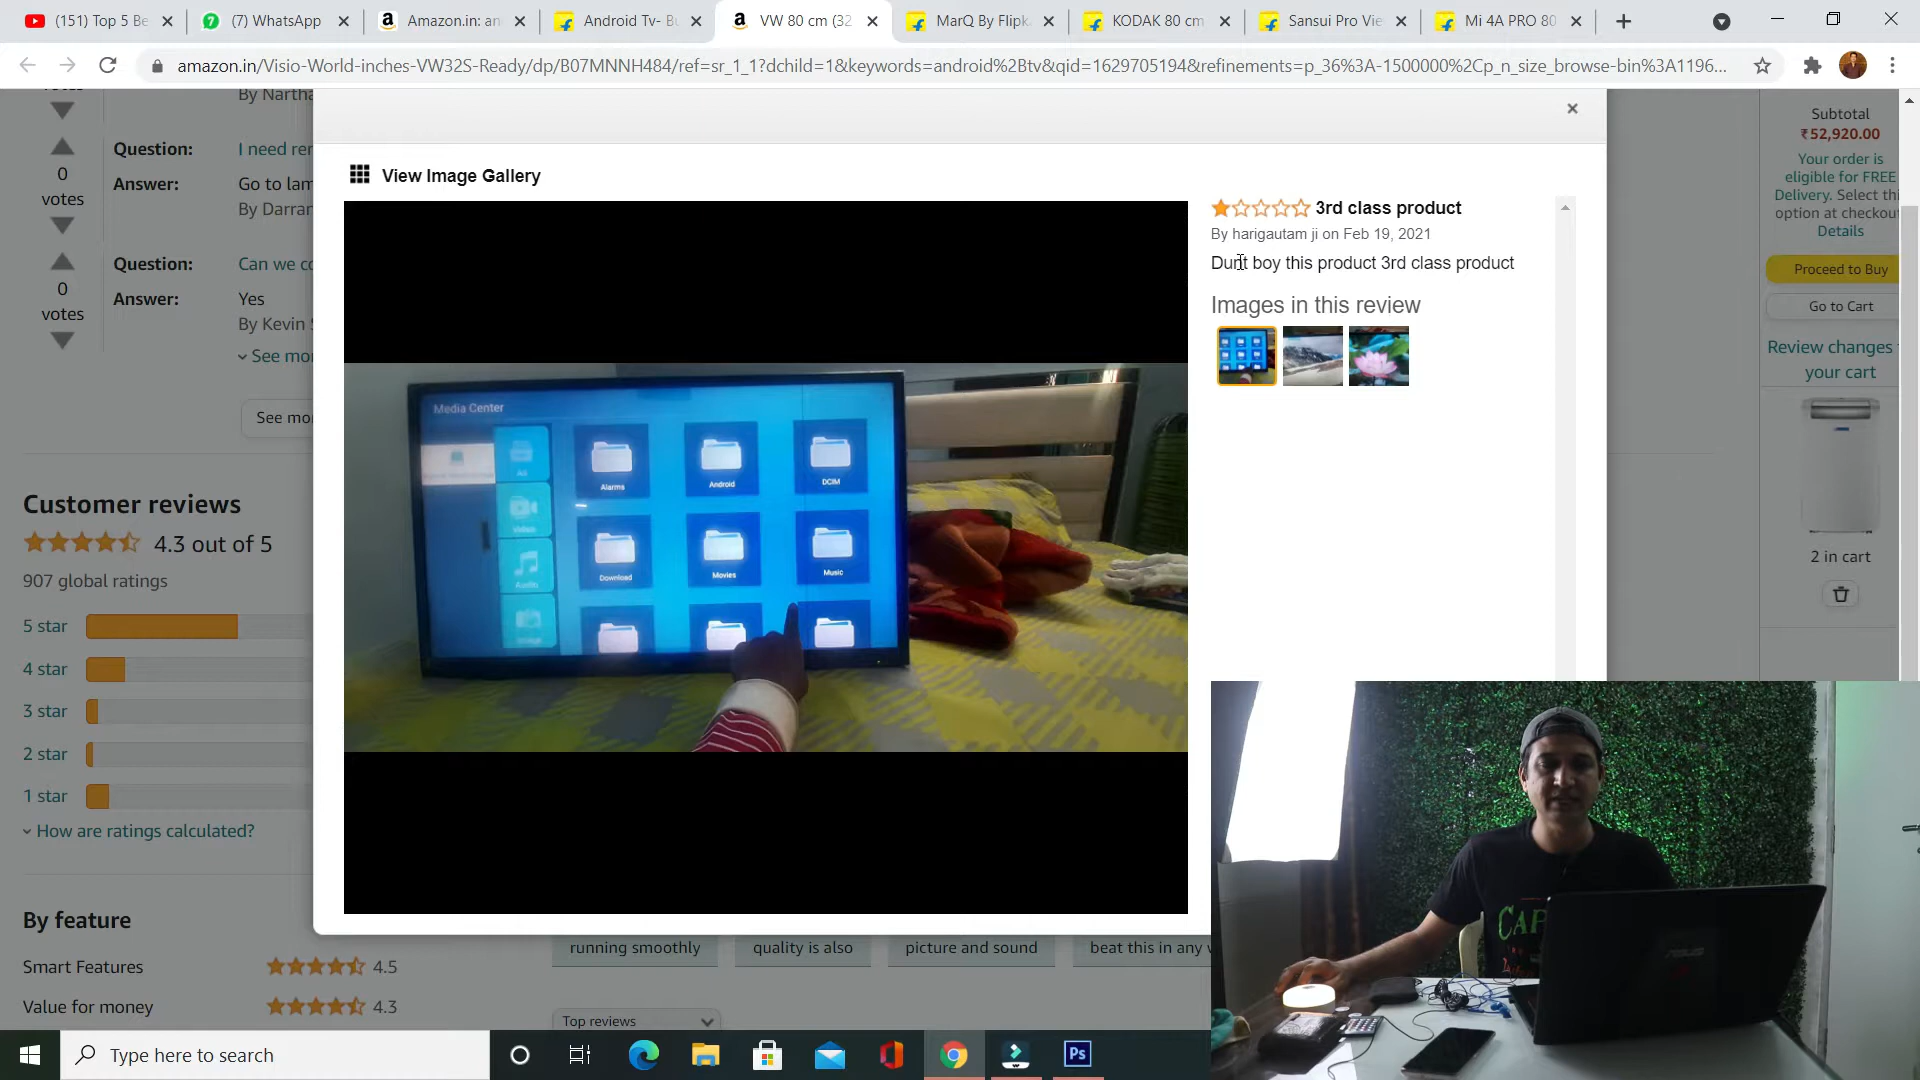 (151) Top 5 Be
(7) WhatsApp
Amazon.in: an
Android Tv- Bu
VW 80 cm (32
MarQ By Flipk
KODAK 80 cm
Sansui Pro Vie
Mi 4A PRO 80
amazon.in/Visio-World-inches-VW32S-Ready/dp/B07MNNH484/ref=sr_1_1?dchild=1&keywords=android%2Btv&qid=1629705194&refinements=p_36%3A-1500000%2Cp_n_size_browse-bin%3A1196...
votes
By Nartha
Question: I need rer
0
votes
Answer: Go to lam
By Darran
Question: Can we co
0
votes
Answer: Yes
By Kevin S
See mo
See mo
Customer reviews
4.3 out of 5
907 global ratings
5 star
4 star
3 star
2 star
1 star
How are ratings calculated?
By feature
Smart Features 4.5
Value for money 4.3
View Image Gallery
Media Center
Alarms
Android
DCIM
Download
Movies
Music
Audio
3rd class product
By harigautam ji on Feb 19, 2021
Dunt boy this product 3rd class product
Images in this review
running smoothly
quality is also
picture and sound
beat this in any w
Top reviews
Subtotal
₹52,920.00
Your order is
eligible for FREE
Delivery. Select thi
option at checkou
Details
Proceed to Buy
Go to Cart
Review changes
your cart
2 in cart
ASUS
Type here to search
Ps